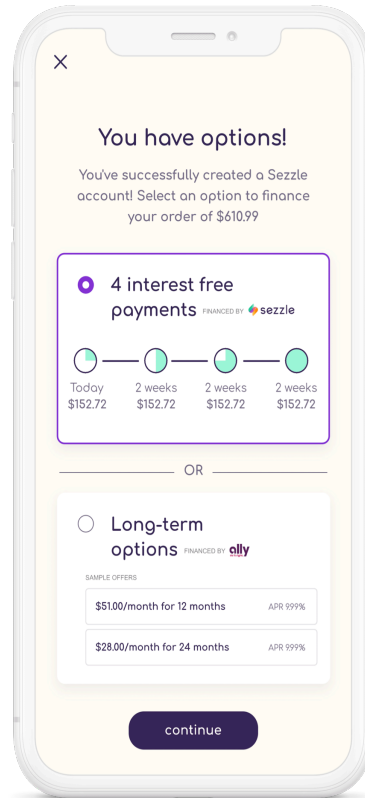 You have options!
You've successfully created a Sezzle
account! Select an option to finance
your order of $610.99
4 interest free
payments FINANCED BY sezzle
Today 2 weeks 2 weeks 2 weeks
$152.72 $152.72 $152.72 $152.72
OR
Long-term
options FINANCED BY ally
SAMPLE OFFERS
$51.00/month for 12 months APR 9.99%
$28.00/month for 24 months APR 9.99%
continue